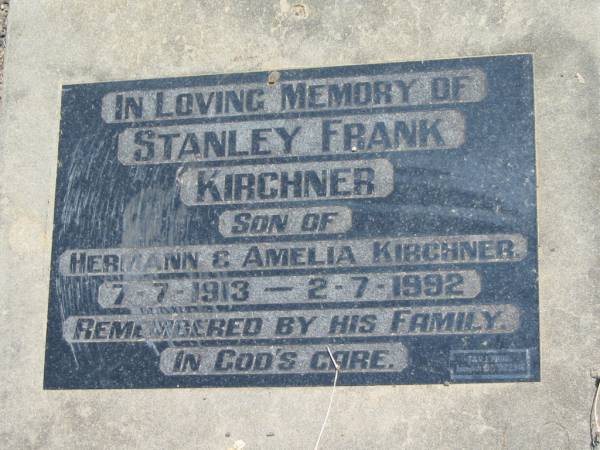 IN LOVING MEMORY OF
STANLEY FRANK
KIRCHNER
SON OF
HERMANN & AMELIA KIRCHNER.
7-7-1913 — 2-7-1992
REMEMBERED BY HIS FAMILY.
IN GOD'S CARE.